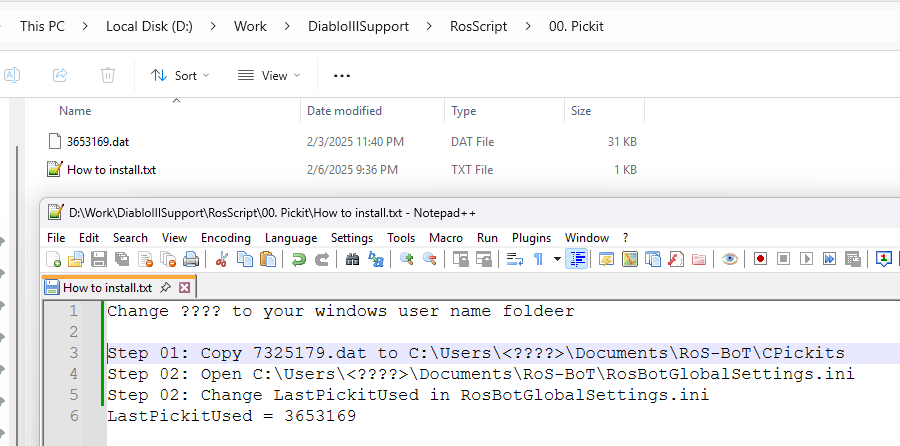 This PC > Local Disk (D:) > Work > DiabloIIISupport > RosScript > 00. Pickit
Sort View
Name Date modified Type Size
3653169.dat 2/3/2025 11:40 PM DAT File 31 KB
How to install.txt 2/6/2025 9:36 PM TXT File 1 KB
D:\Work\DiabloIIISupport\RosScript\00. Pickit\How to install.txt - Notepad++
File Edit Search View Encoding Language Settings Tools Macro Run Plugins Window ?
How to install.txt
1 Change ???? to your windows user name foldeer
2
3 Step 01: Copy 7325179.dat to C:\Users\<????>\Documents\RoS-BoT\CPickits
4 Step 02: Open C:\Users\<????>\Documents\RoS-BoT\RosBotGlobalSettings.ini
5 Step 02: Change LastPickitUsed in RosBotGlobalSettings.ini
6 LastPickitUsed = 3653169